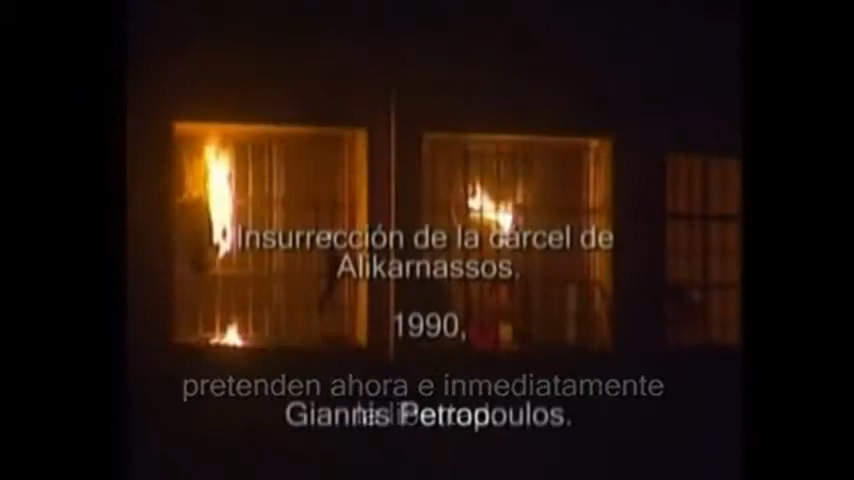 Insurrección de la cárcel de
Alikarnassos.
1990,
pretenden ahora e inmediatamente
Giannis Petropoulos.